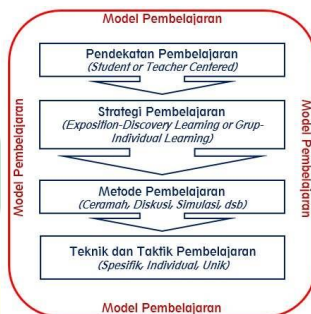 Model Pembelajaran
Pendekatan Pembelajaran
(Student or Teacher Centered)
Strategi Pembelajaran
(Exposition-Discovery Learning or Grup-
Individual Learning)
Model Pembelajaran
Model Pembelajaran
Metode Pembelajaran
(Ceramah, Diskusi, Simulasi, dsb)
Teknik dan Taktik Pembelajaran
(Spesifik, Individual, Unik)
Model Pembelajaran